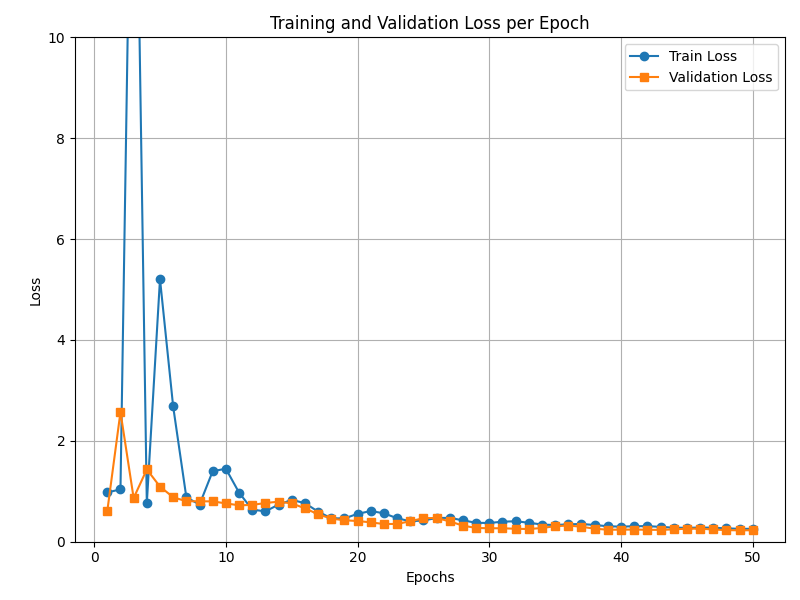 Training and Validation Loss per Epoch
Train Loss
Validation Loss
10
8
6
4
2
0
Loss
0 10 20 30 40 50
Epochs